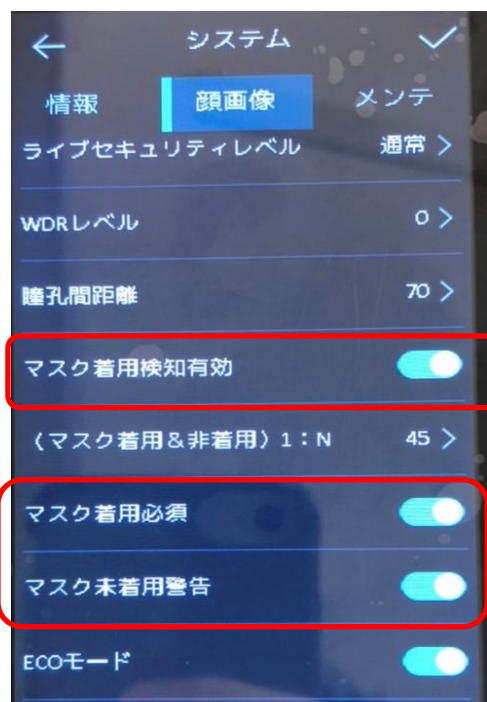 システム
情報 顔画像 メンテ
ライブセキュリティレベル 通常
WDRレベル 0
瞳孔間距離 70
マスク着用検知有効
（マスク着用＆非着用）1：N 45
マスク着用必須
マスク未着用警告
ECOモード